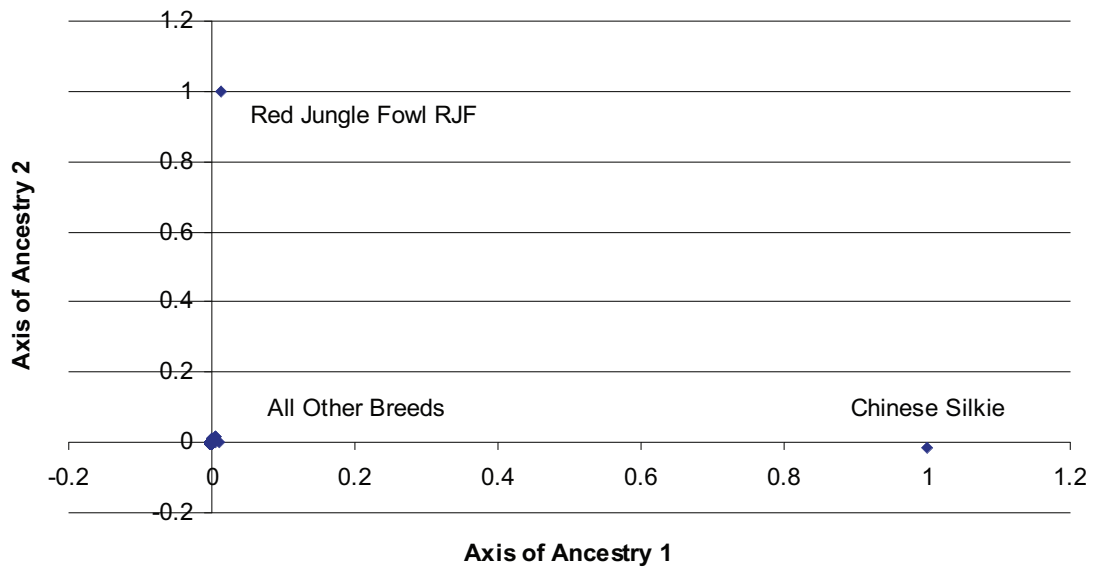 1.2
1
Red Jungle Fowl RJF
0.8
0.6
0.4
0.2
All Other Breeds
Chinese Silkie
0
-0.2 0 0.2 0.4 0.6 0.8 1 1.2
-0.2
Axis of Ancestry 2
Axis of Ancestry 1